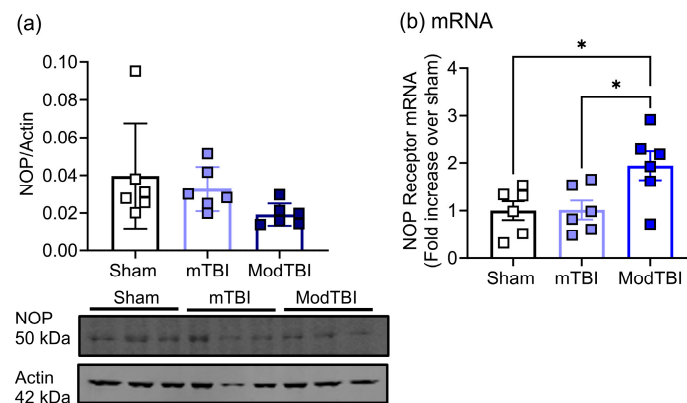 (a)
NOP/Actin
0.10
0.08
0.06
0.04
0.02
0.00
Sham mTBI ModTBI
Sham mTBI ModTBI
NOP
50 kDa
Actin
42 kDa
(b) mRNA
NOP Receptor mRNA
(Fold increase over sham)
4
3
2
1
0
*
*
Sham mTBI ModTBI